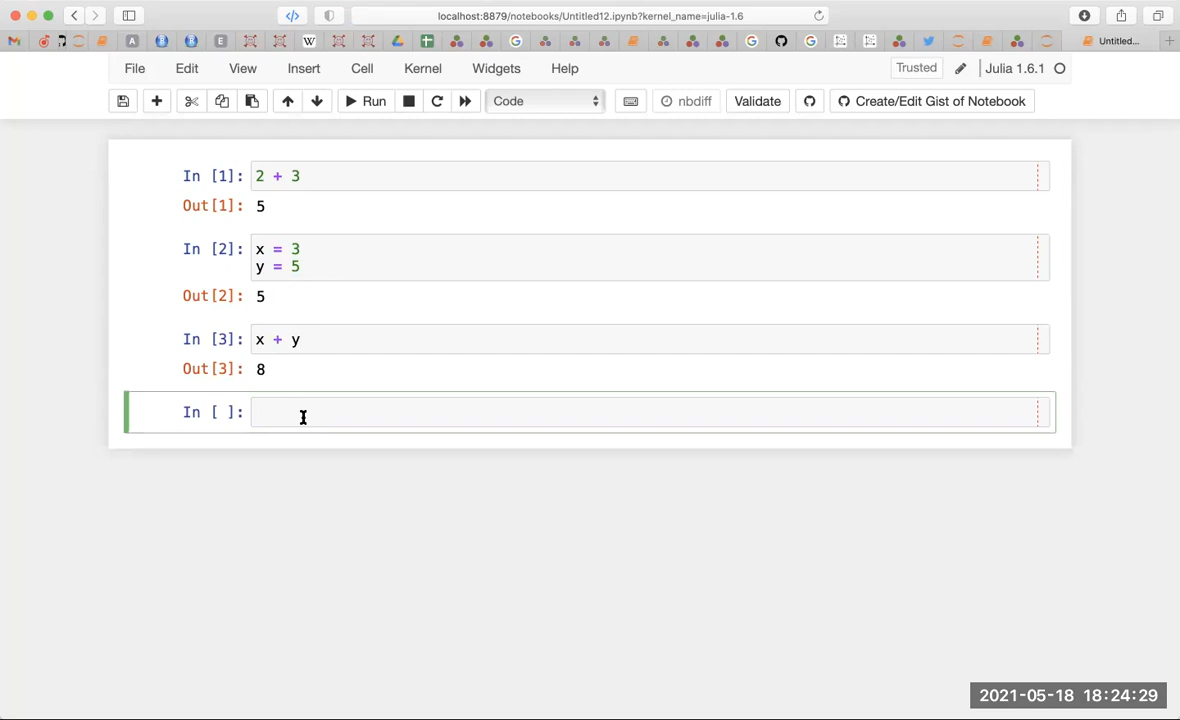 localhost:8879/notebooks/Untitled12.ipynb?kernel_name=julia-1.6
A E W Untitled...
File Edit View Insert Cell Kernel Widgets Help Trusted Julia 1.6.1
Run Code nbdiff Validate Create/Edit Gist of Notebook
In [1]: 2 + 3
Out[1]: 5
In [2]: x = 3
y = 5
Out[2]: 5
In [3]: x + y
Out[3]: 8
In [ ]:
2021-05-18 18:24:29